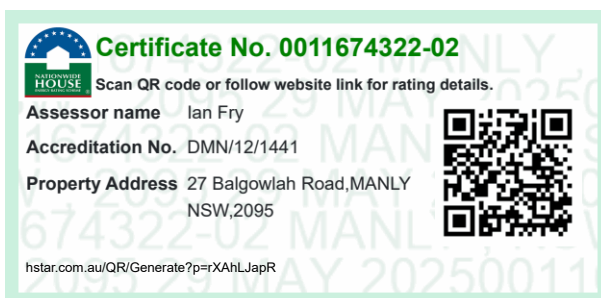 Certificate No. 0011674322-02
NATIONWIDE
HOUSE
Scan QR code or follow website link for rating details.
Assessor name Ian Fry
Accreditation No. DMN/12/1441
Property Address 27 Balgowlah Road,MANLY
NSW,2095
hstar.com.au/QR/Generate?p=rXAhLJapR